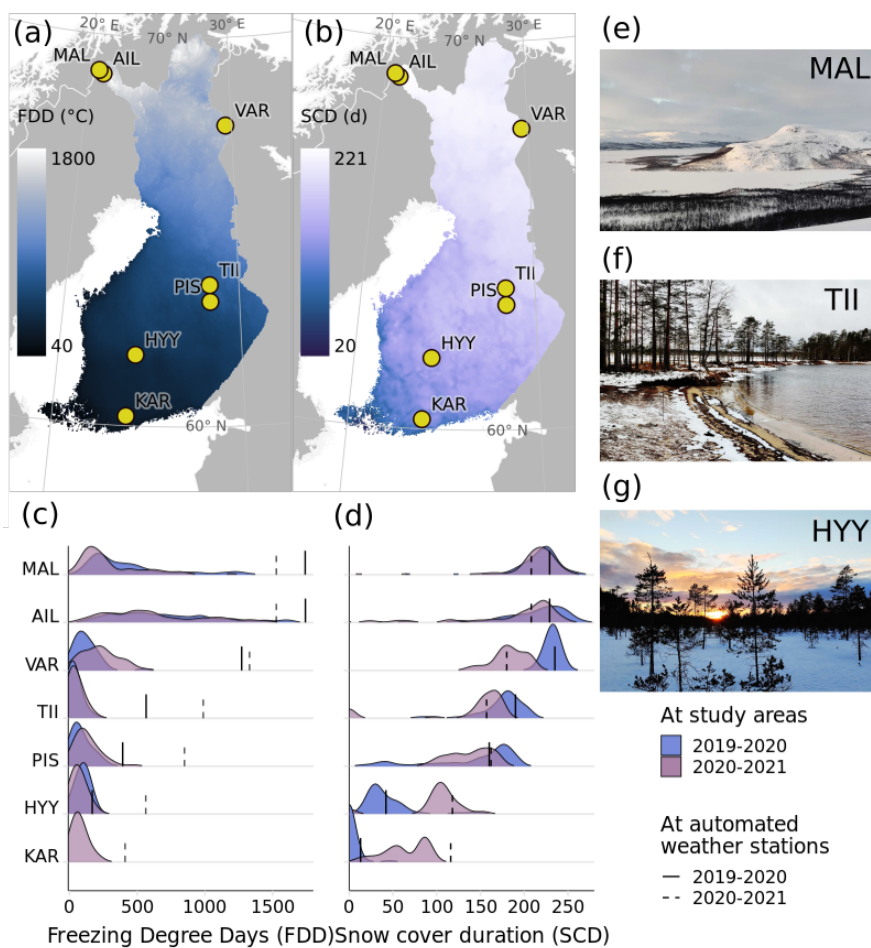 (a)
20° E
70° N
30° E
MAL
AIL
VAR
FDD (°C)
1800
40
TII
PIS
HYY
KAR
60° N
(b)
20° E
70° N
30° E
MAL
AIL
VAR
SCD (d)
221
20
TII
PIS
HYY
KAR
60° N
(e)
MAL
(f)
TII
(g)
HYY
(c)
MAL
AIL
VAR
TII
PIS
HYY
KAR
0 500 1000 1500
Freezing Degree Days (FDD)
(d)
0 50 100 150 200 250
Snow cover duration (SCD)
At study areas
2019-2020
2020-2021
At automated
weather stations
2019-2020
2020-2021